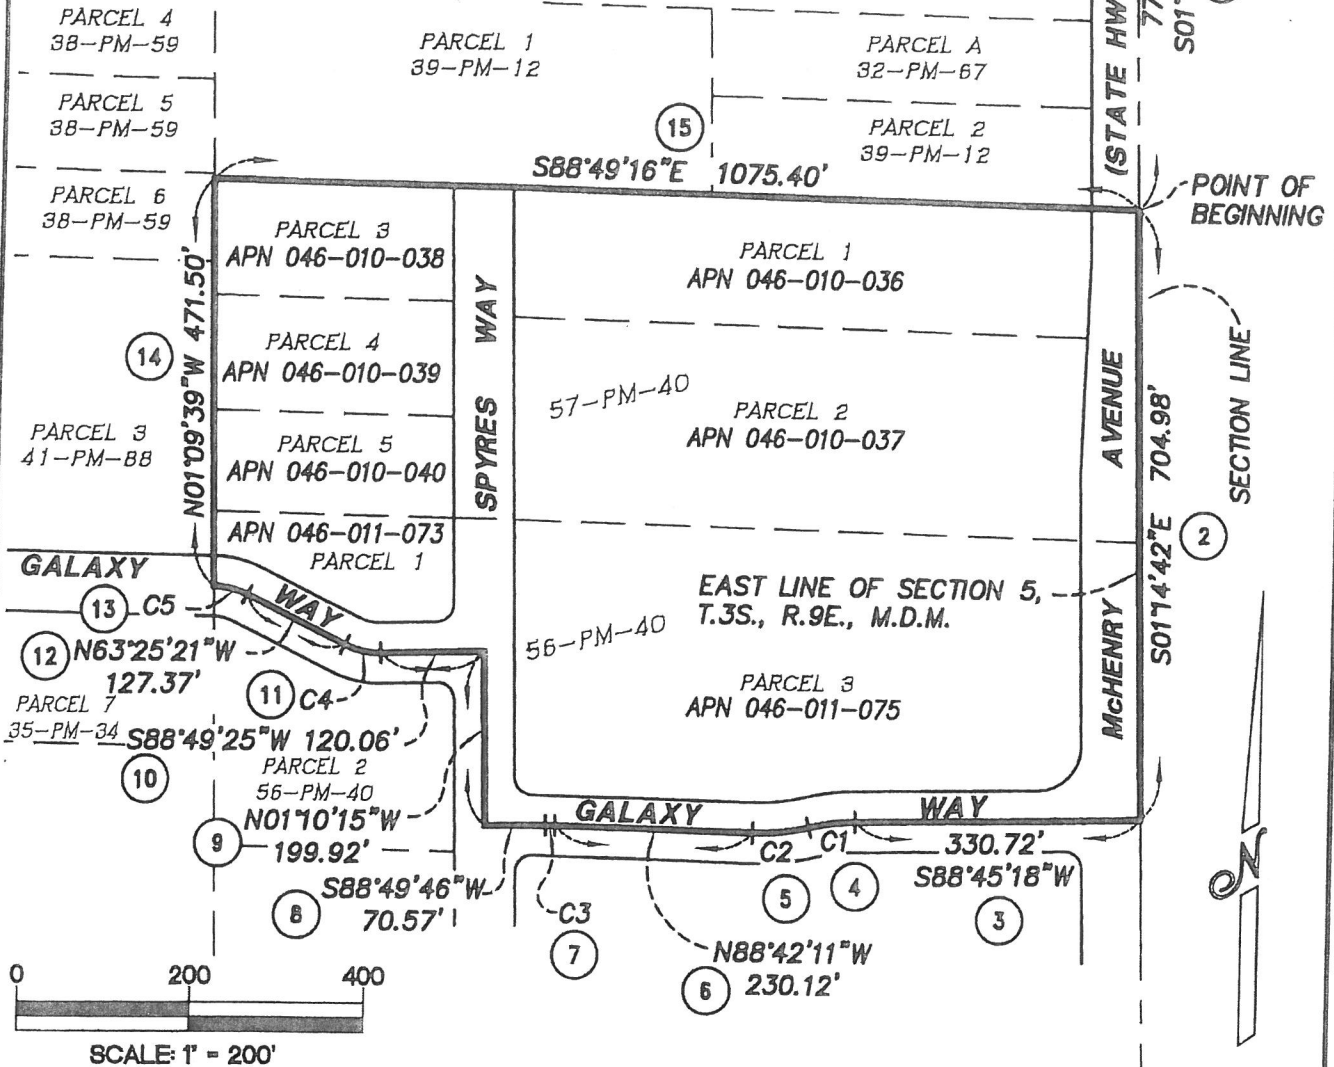 PARCEL 4
38-PM-59
PARCEL 1
39-PM-12
PARCEL A
32-PM-67
(STATE HW
77
S01°
PARCEL 5
38-PM-59
15
PARCEL 2
39-PM-12
S88°49'16"E 1075.40'
PARCEL 6
38-PM-59
POINT OF
BEGINNING
PARCEL 3
APN 046-010-038
PARCEL 1
APN 046-010-036
N01°09'39"W 471.50'
14
SPYRES WAY
PARCEL 4
APN 046-010-039
57-PM-40
PARCEL 2
APN 046-010-037
McHENRY AVENUE
S01°14'42"E 704.98'
SECTION LINE
2
PARCEL 3
41-PM-88
PARCEL 5
APN 046-010-040
APN 046-011-073
PARCEL 1
GALAXY WAY
EAST LINE OF SECTION 5,
T.3S., R.9E., M.D.M.
13 C5
56-PM-40
12 N63°25'21"W
127.37'
11 C4
PARCEL 3
APN 046-011-075
PARCEL 7
35-PM-34
S88°49'25"W 120.06'
10
PARCEL 2
56-PM-40
N01°10'15"W
199.92'
9
GALAXY WAY
C2 C1 330.72'
S88°45'18"W
5 4 3
S88°49'46"W
70.57'
8
C3
7
N88°42'11"W
230.12'
6
N
0 200 400
SCALE: 1" = 200'